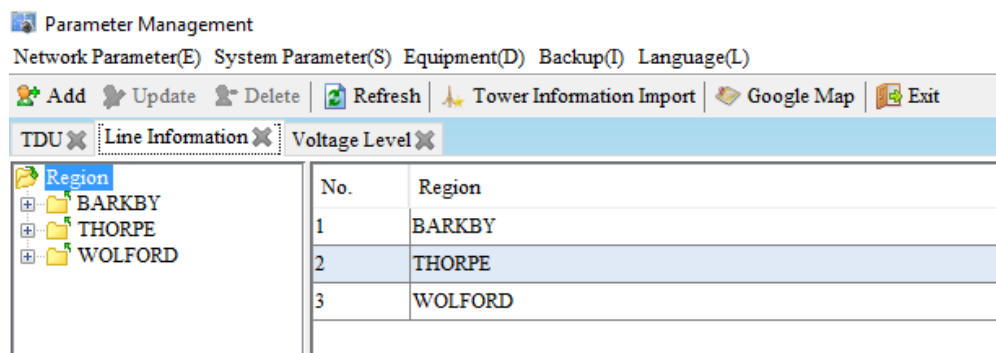 Parameter Management
Network Parameter(E) System Parameter(S) Equipment(D) Backup(I) Language(L)
Add Update Delete Refresh Tower Information Import Google Map Exit
TDU Line Information Voltage Level
Region
BARKBY
THORPE
WOLFORD
No. Region
1 BARKBY
2 THORPE
3 WOLFORD